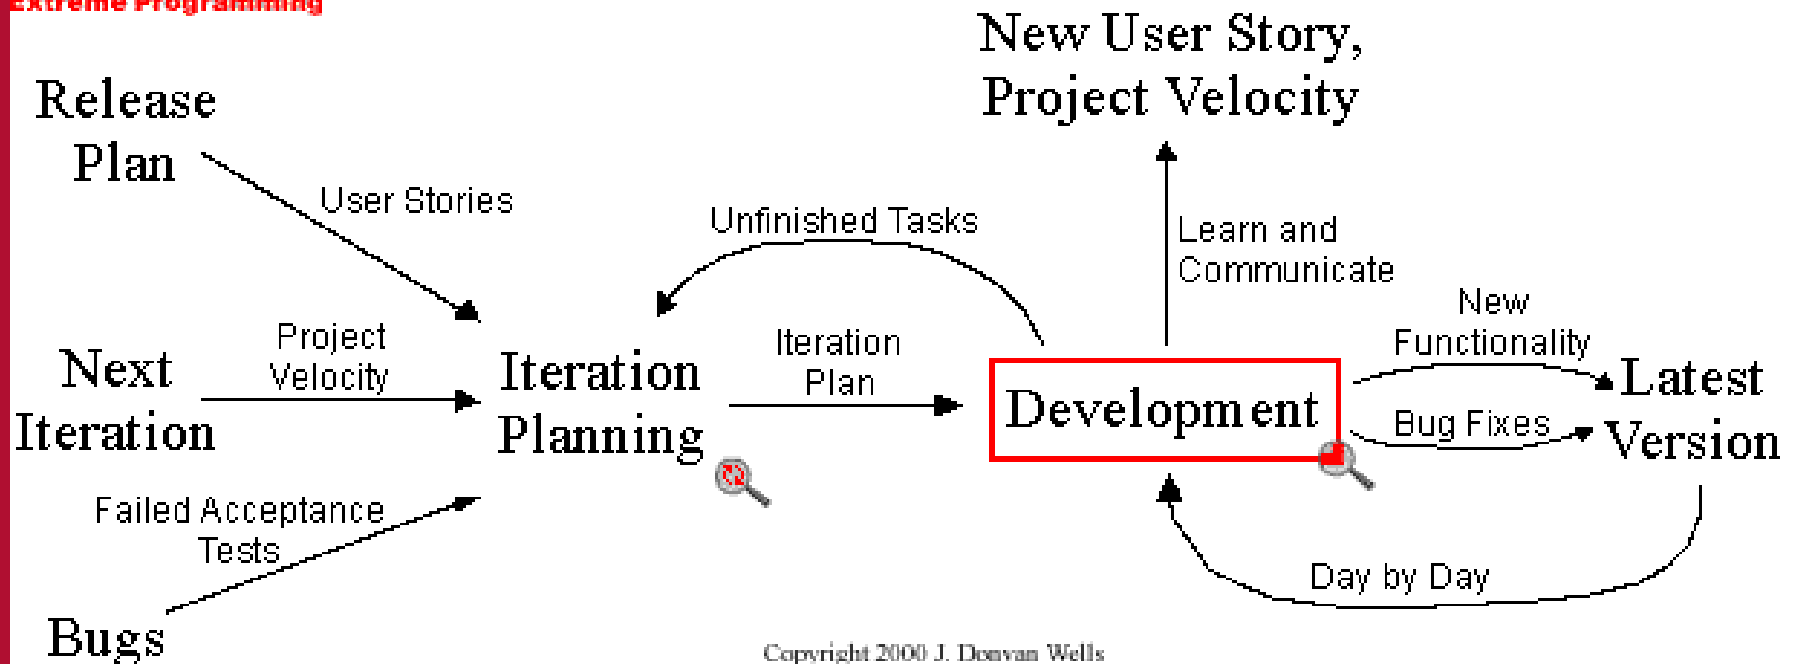 Extreme Programming
New User Story,
Project Velocity
Release
Plan
User Stories
Unfinished Tasks
Learn and
Communicate
New
Functionality
Project
Velocity
Iteration
Plan
Next
Iteration
Iteration
Planning
Development
Latest
Version
Bug Fixes
Failed Acceptance
Tests
Day by Day
Bugs
Copyright 2000 J. Donvan Wells